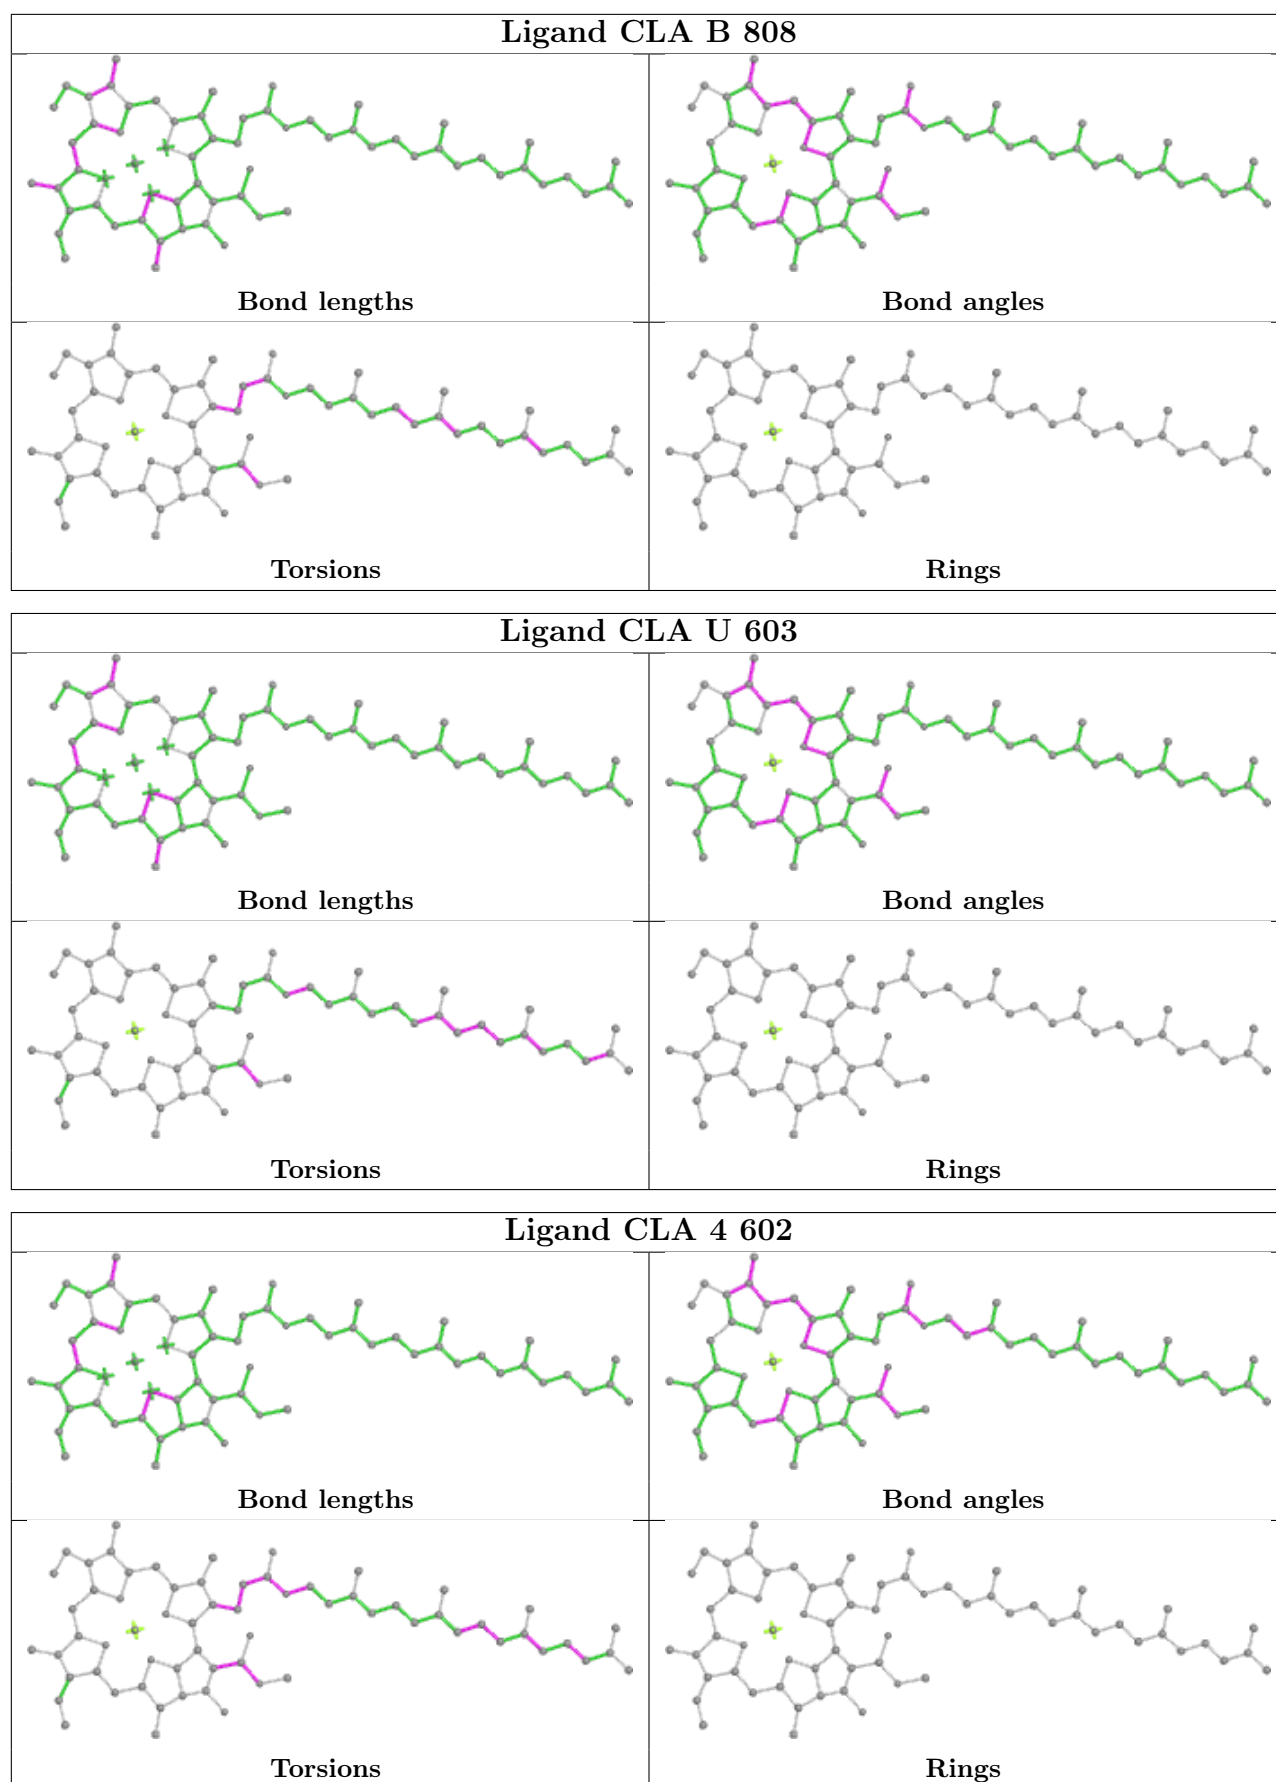 Ligand CLA B 808
Bond lengths
Bond angles
Torsions
Rings
Ligand CLA U 603
Bond lengths
Bond angles
Torsions
Rings
Ligand CLA 4 602
Bond lengths
Bond angles
Torsions
Rings